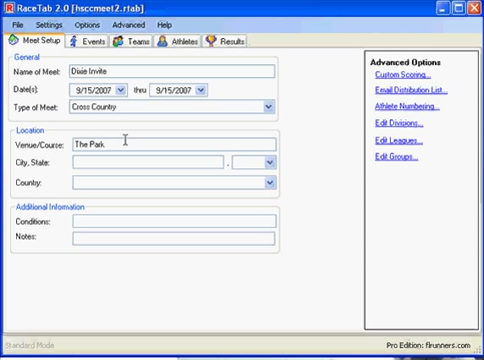 RaceTab 2.0 [hsccmeet2.rtab]
File Settings Options Advanced Help
Meet Setup Events Teams Athletes Results
General
Name of Meet: Dixie Invite
Date(s): 9/15/2007 thru 9/15/2007
Type of Meet: Cross Country
Location
Venue/Course: The Park
City, State: ,
Country:
Additional Information
Conditions:
Notes:
Advanced Options
Custom Scoring...
Email Distribution List...
Athlete Numbering...
Edit Divisions...
Edit Leagues...
Edit Groups...
Standard Mode
Pro Edition: flrunners.com